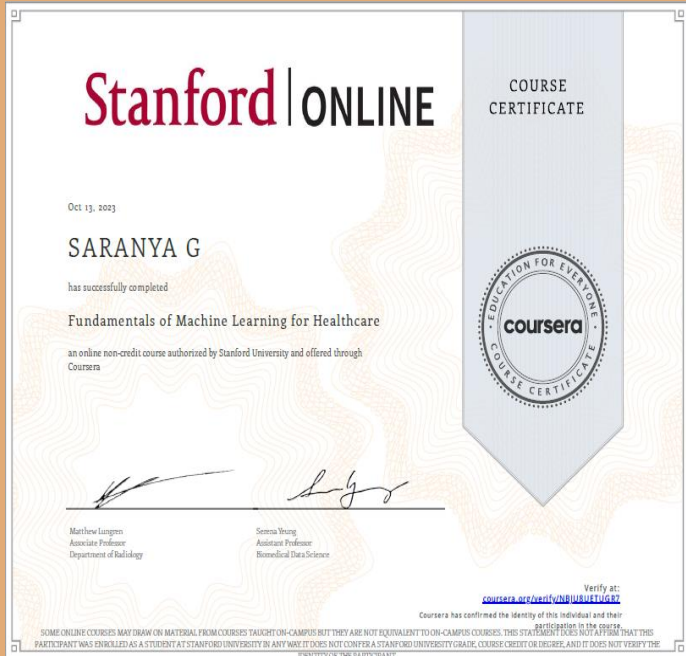 Stanford | ONLINE
COURSE
CERTIFICATE
Oct 13, 2023
SARANYA G
has successfully completed
Fundamentals of Machine Learning for Healthcare
an online non-credit course authorized by Stanford University and offered through
Coursera
EDUCATION FOR EVERYONE
coursera
COURSE CERTIFICATE
Matthew Lungren
Associate Professor
Department of Radiology
Serena Yeung
Assistant Professor
Biomedical Data Science
Verify at:
coursera.org/verify/NBJU8UETUGR7
Coursera has confirmed the identity of this individual and their
participation in the course.
SOME ONLINE COURSES MAY DRAW ON MATERIAL FROM COURSES TAUGHT ON-CAMPUS BUT THEY ARE NOT EQUIVALENT TO ON-CAMPUS COURSES. THIS STATEMENT DOES NOT AFFIRM THAT THIS
PARTICIPANT WAS ENROLLED AS A STUDENT AT STANFORD UNIVERSITY IN ANY WAY. IT DOES NOT CONFER A STANFORD UNIVERSITY GRADE, COURSE CREDIT OR DEGREE, AND IT DOES NOT VERIFY THE
IDENTITY OF THE PARTICIPANT.